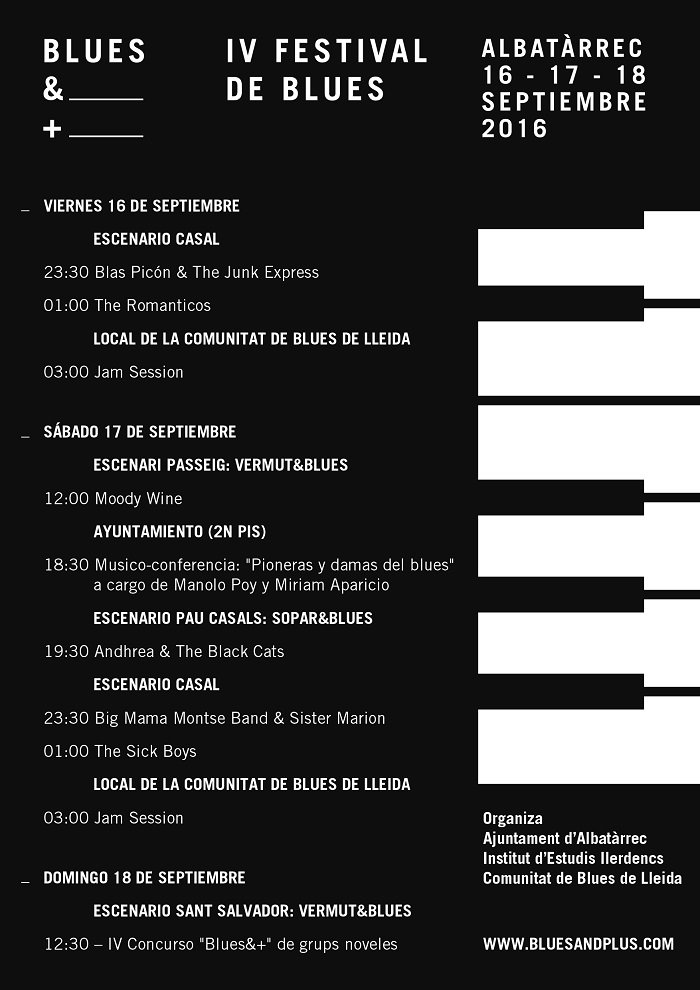 BLUES
&
+
IV FESTIVAL
DE BLUES
ALBATÀRREC
16 - 17 - 18
SEPTIEMBRE
2016
_ VIERNES 16 DE SEPTIEMBRE
ESCENARIO CASAL
23:30 Blas Picón & The Junk Express
01:00 The Romanticos
LOCAL DE LA COMUNITAT DE BLUES DE LLEIDA
03:00 Jam Session
_ SÁBADO 17 DE SEPTIEMBRE
ESCENARI PASSEIG: VERMUT&BLUES
12:00 Moody Wine
AYUNTAMIENTO (2N PIS)
18:30 Musico-conferencia: "Pioneras y damas del blues"
a cargo de Manolo Poy y Miriam Aparicio
ESCENARIO PAU CASALS: SOPAR&BLUES
19:30 Andhrea & The Black Cats
ESCENARIO CASAL
23:30 Big Mama Montse Band & Sister Marion
01:00 The Sick Boys
LOCAL DE LA COMUNITAT DE BLUES DE LLEIDA
03:00 Jam Session
_ DOMINGO 18 DE SEPTIEMBRE
ESCENARIO SANT SALVADOR: VERMUT&BLUES
12:30 – IV Concurso "Blues&+" de grups noveles
Organiza
Ajuntament d’Albatàrrec
Institut d’Estudis Ilerdencs
Comunitat de Blues de Lleida
WWW.BLUESANDPLUS.COM